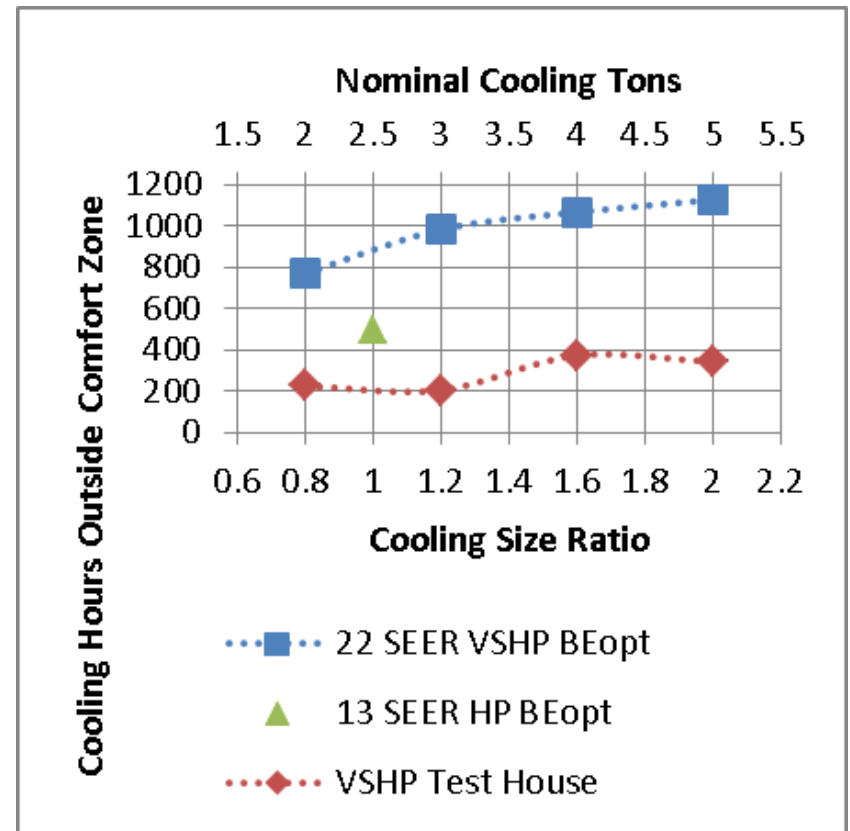 Nominal Cooling Tons
1.5 2 2.5 3 3.5 4 4.5 5 5.5
Cooling Hours Outside Comfort Zone
1200
1000
800
600
400
200
0
0.6 0.8 1 1.2 1.4 1.6 1.8 2 2.2
Cooling Size Ratio
22 SEER VSHP BEopt
13 SEER HP BEopt
VSHP Test House